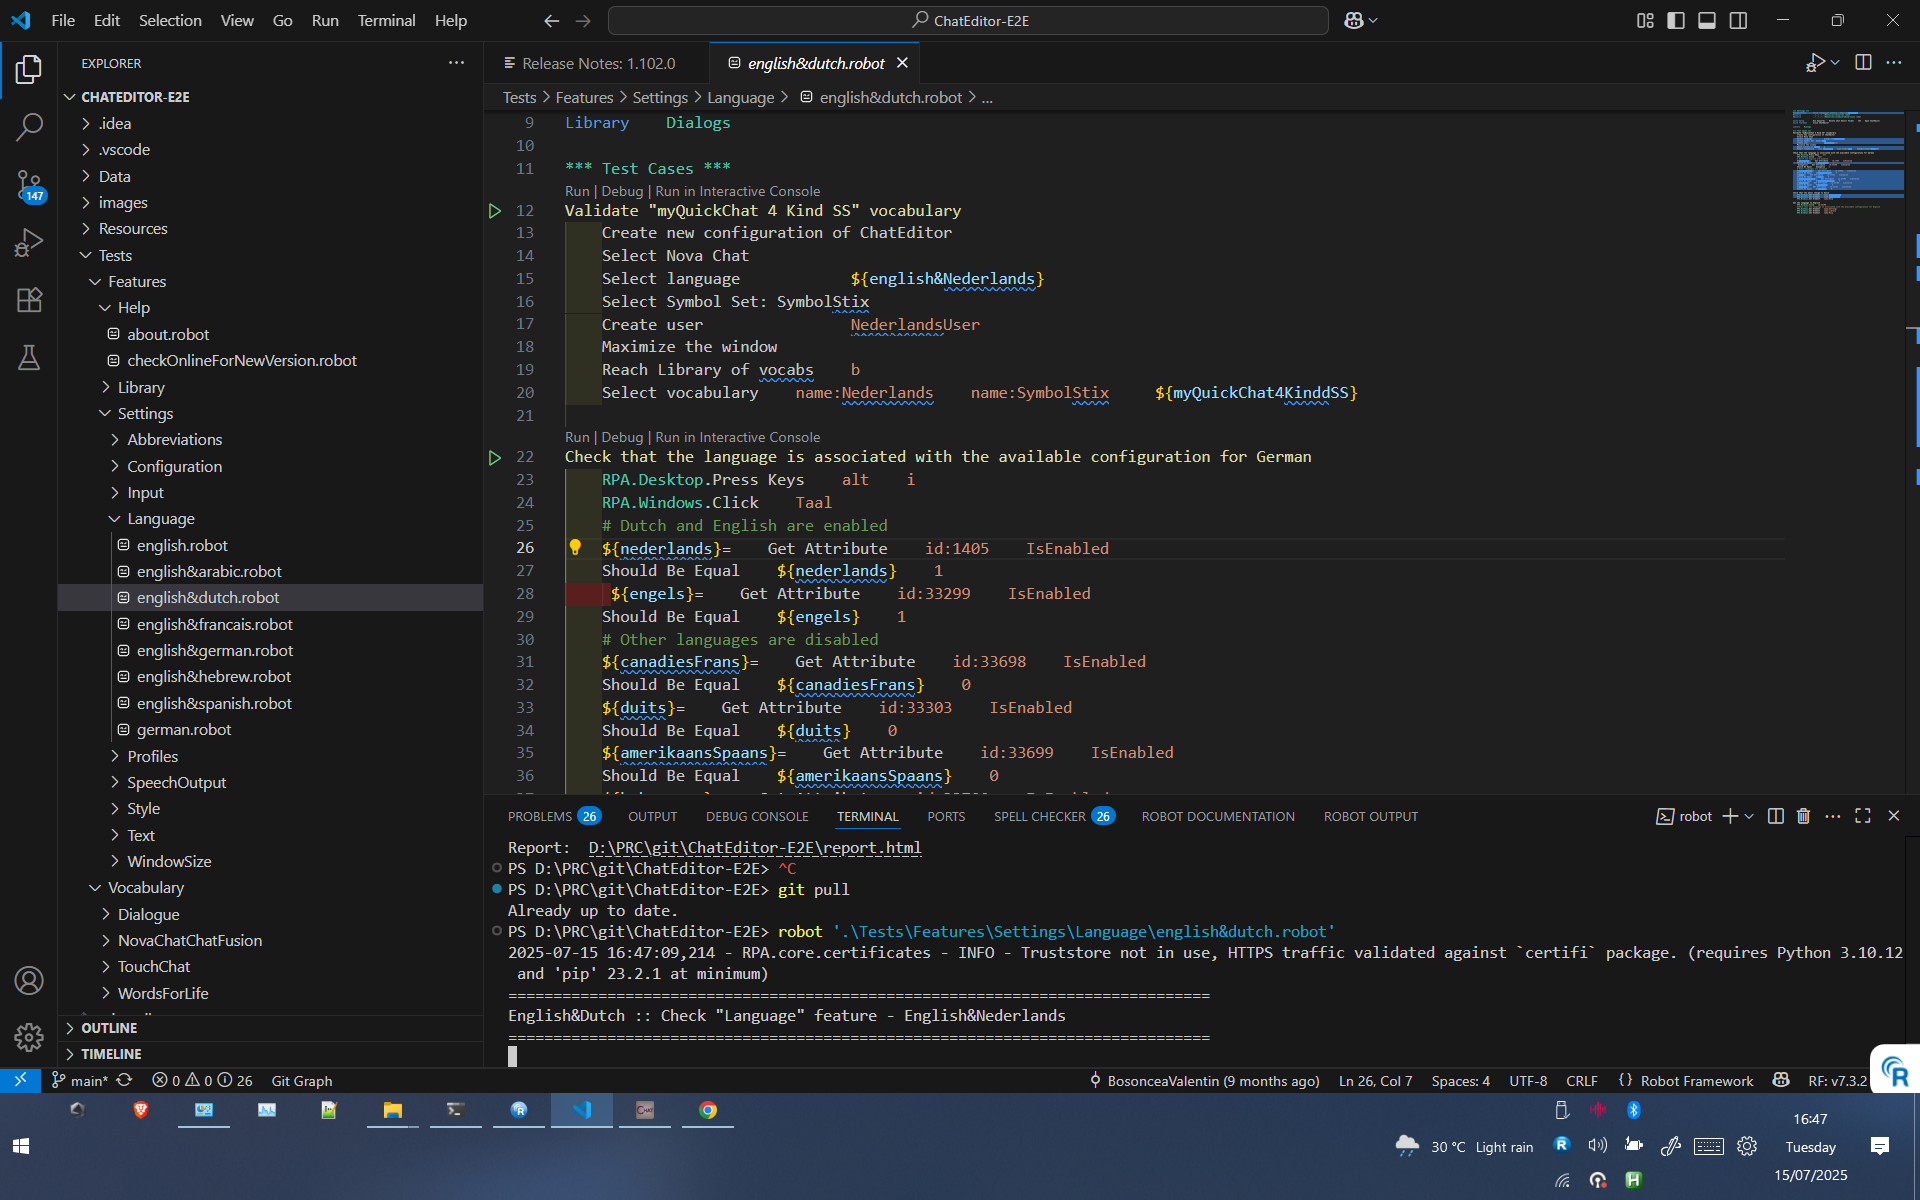 File Edit Selection View Go Run Terminal Help
ChatEditor-E2E
EXPLORER
CHATEDITOR-E2E
.idea
.vscode
Data
images
Resources
Tests
Features
Help
about.robot
checkOnlineForNewVersion.robot
Library
Settings
Abbreviations
Configuration
Input
Language
english.robot
english&arabic.robot
english&dutch.robot
english&francais.robot
english&german.robot
english&hebrew.robot
english&spanish.robot
german.robot
Profiles
SpeechOutput
Style
Text
WindowSize
Vocabulary
Dialogue
NovaChatChatFusion
TouchChat
WordsForLife
OUTLINE
TIMELINE
147
Release Notes: 1.102.0
english&dutch.robot
Tests > Features > Settings > Language > english&dutch.robot > ...
9 Library Dialogs
10
11 *** Test Cases ***
Run | Debug | Run in Interactive Console
12 Validate "myQuickChat 4 Kind SS" vocabulary
13 Create new configuration of ChatEditor
14 Select Nova Chat
15 Select language ${english&Nederlands}
16 Select Symbol Set: SymbolStix
17 Create user NederlandsUser
18 Maximize the window
19 Reach Library of vocabs b
20 Select vocabulary name:Nederlands name:SymbolStix ${myQuickChat4KinddSS}
21
Run | Debug | Run in Interactive Console
22 Check that the language is associated with the available configuration for German
23 RPA.Desktop.Press Keys alt i
24 RPA.Windows.Click Taal
25 # Dutch and English are enabled
26 ${nederlands}= Get Attribute id:1405 IsEnabled
27 Should Be Equal ${nederlands} 1
28 ${engels}= Get Attribute id:33299 IsEnabled
29 Should Be Equal ${engels} 1
30 # Other languages are disabled
31 ${canadiesFrans}= Get Attribute id:33698 IsEnabled
32 Should Be Equal ${canadiesFrans} 0
33 ${duits}= Get Attribute id:33303 IsEnabled
34 Should Be Equal ${duits} 0
35 ${amerikaansSpaans}= Get Attribute id:33699 IsEnabled
36 Should Be Equal ${amerikaansSpaans} 0
PROBLEMS 26 OUTPUT DEBUG CONSOLE TERMINAL PORTS SPELL CHECKER 26 ROBOT DOCUMENTATION ROBOT OUTPUT
robot
Report: D:\PRC\git\ChatEditor-E2E\report.html
PS D:\PRC\git\ChatEditor-E2E> ^C
PS D:\PRC\git\ChatEditor-E2E> git pull
Already up to date.
PS D:\PRC\git\ChatEditor-E2E> robot '.\Tests\Features\Settings\Language\english&dutch.robot'
2025-07-15 16:47:09,214 - RPA.core.certificates - INFO - Truststore not in use, HTTPS traffic validated against `certifi` package. (requires Python 3.10.12
and 'pip' 23.2.1 at minimum)
==============================================================================
English&Dutch :: Check "Language" feature - English&Nederlands
==============================================================================
main* 0 0 26 Git Graph
BosonceaValentin (9 months ago) Ln 26, Col 7 Spaces: 4 UTF-8 CRLF {} Robot Framework RF: v7.3.2
30 °C Light rain
16:47
Tuesday
15/07/2025